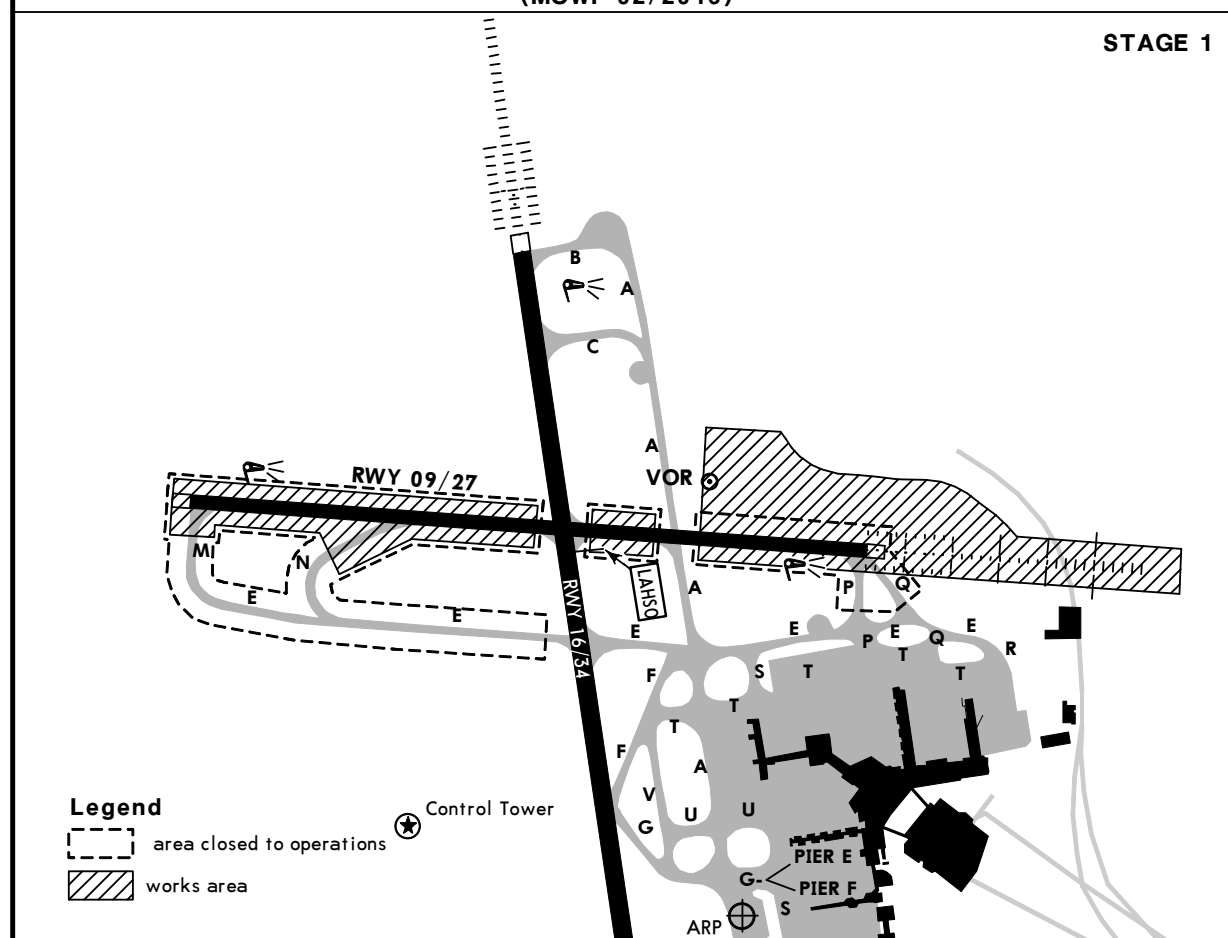 STAGE 1
B
A
C
A
VOR
RWY 09/27
M
N
E
E
LAHSO
A
P
Q
RWY 16/34
E
E
P
E
Q
E
R
F
S
T
T
T
T
T
F
A
V
U
U
G
PIER E
G-
PIER F
S
ARP
Legend
area closed to operations
works area
Control Tower